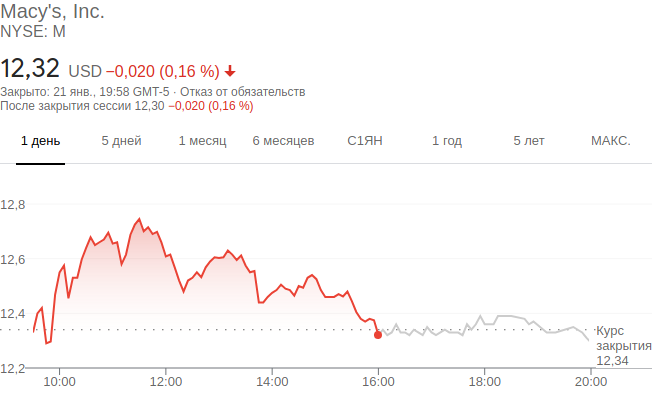 Macy's, Inc.
NYSE: M
12,32 USD −0,020 (0,16 %)
Закрыто: 21 янв., 19:58 GMT-5 · Отказ от обязательств
После закрытия сессии 12,30 −0,020 (0,16 %)
1 день 5 дней 1 месяц 6 месяцев С1ЯН 1 год 5 лет МАКС.
12,8
12,6
12,4
Курс
закрытия
12,34
12,2
10:00 12:00 14:00 16:00 18:00 20:00